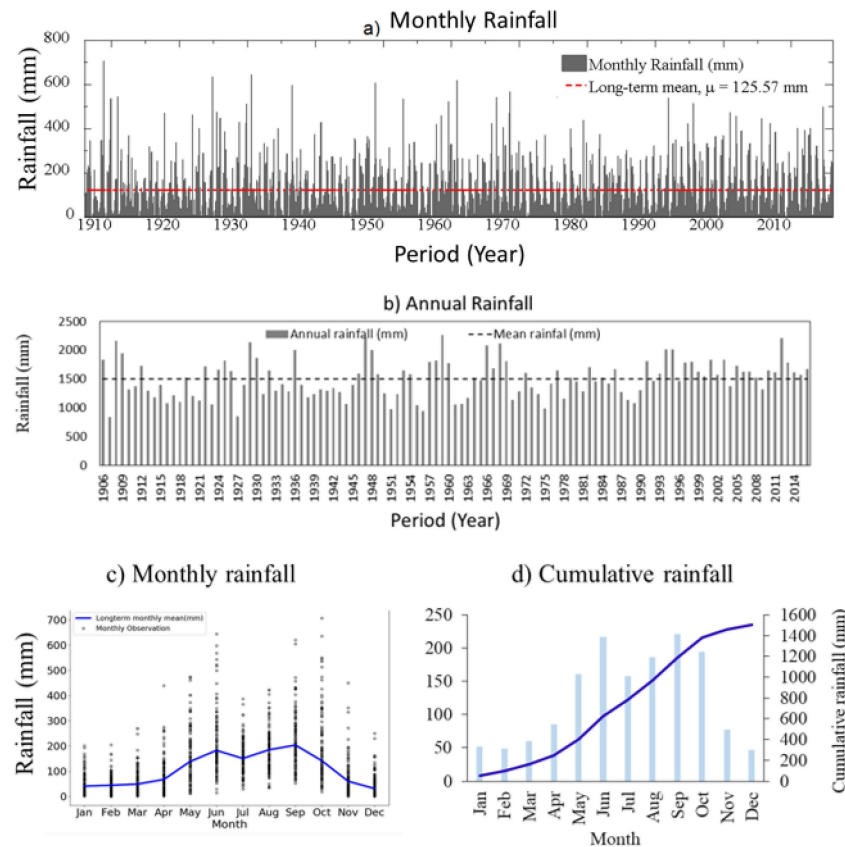 a) Monthly Rainfall
Rainfall (mm)
800
600
400
200
0
Monthly Rainfall (mm)
Long-term mean, μ = 125.57 mm
1910 1920 1930 1940 1950 1960 1970 1980 1990 2000 2010
Period (Year)
b) Annual Rainfall
Rainfall (mm)
2500
2000
1500
1000
500
0
Annual rainfall (mm) Mean rainfal (mm)
1906 1909 1912 1915 1918 1921 1924 1927 1930 1933 1936 1939 1942 1945 1948 1951 1954 1957 1960 1963 1966 1969 1972 1975 1978 1981 1984 1987 1990 1993 1996 1999 2002 2005 2008 2011 2014
Period (Year)
c) Monthly rainfall
Rainfall (mm)
700
600
500
400
300
200
100
0
Longterm monthly mean(mm)
Monthly Observation
Jan Feb Mar Apr May Jun Jul Aug Sep Oct Nov Dec
Month
d) Cumulative rainfall
250
200
150
100
50
0
1600
1400
1200
1000
800
600
400
200
0
Cumulative rainfall (mm)
Jan Feb Mar Apr May Jun Jul Aug Sep Oct Nov Dec
Month